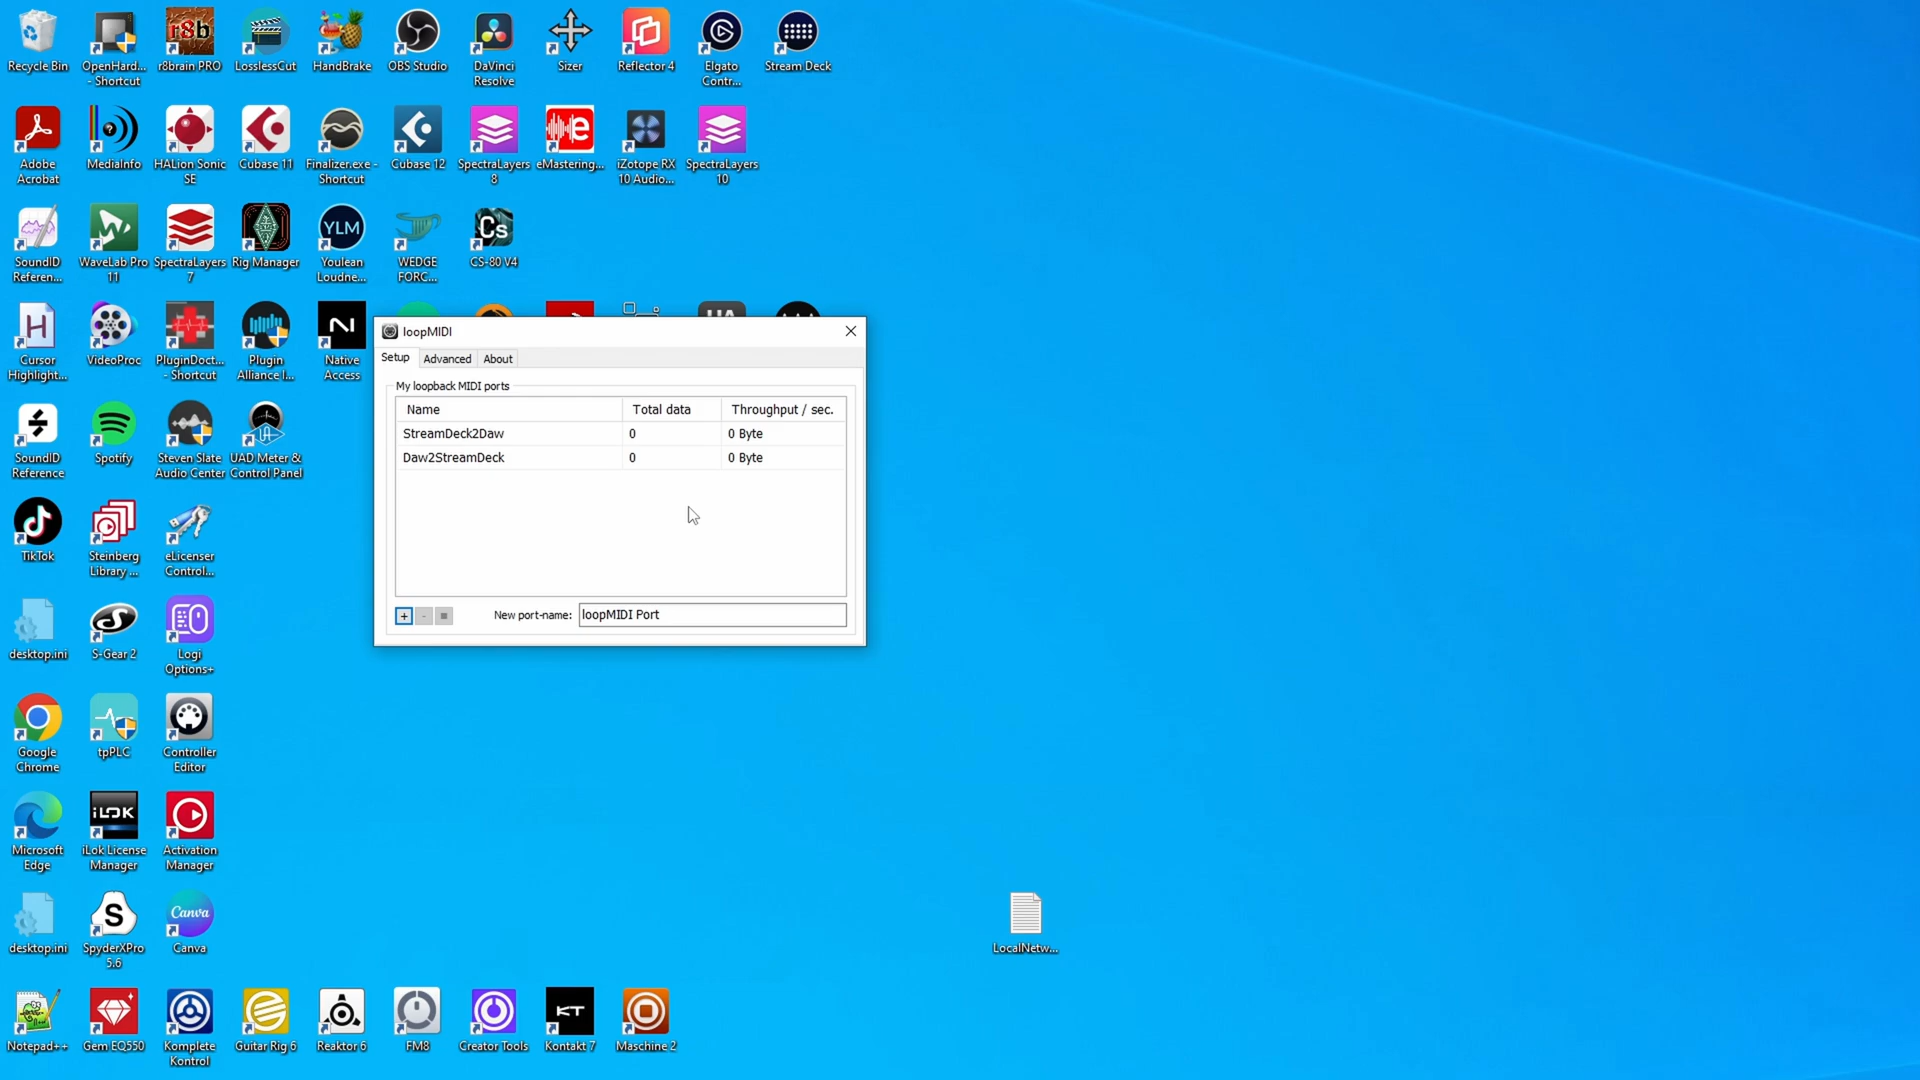 Recycle Bin
OpenHard...
- Shortcut
r8b
r8brain PRO
LosslessCut
HandBrake
OBS Studio
DaVinci
Resolve
Sizer
Reflector 4
Elgato
Contr...
Stream Deck
Adobe
Acrobat
MediaInfo
HALion Sonic
SE
Cubase 11
Finalizer.exe -
Shortcut
Cubase 12
SpectraLayers
8
e
eMastering...
iZotope RX
10 Audio...
SpectraLayers
10
SoundID
Referen...
WaveLab Pro
11
SpectraLayers
7
Rig Manager
YLM
Youlean
Loudne...
WEDGE
FORC...
Cs
CS-80 V4
H
Cursor
Highlight...
VideoProc
PluginDoct...
- Shortcut
Plugin
Alliance I...
Native
Access
loopMIDI
Setup
Advanced
About
My loopback MIDI ports
Name
Total data
Throughput / sec.
StreamDeck2Daw
0
0 Byte
Daw2StreamDeck
0
0 Byte
+
-
New port-name:
loopMIDI Port
SoundID
Reference
Spotify
Steven Slate
Audio Center
UAD Meter &
Control Panel
TikTok
Steinberg
Library ...
eLicenser
Control...
desktop.ini
S-Gear 2
Logi
Options+
Google
Chrome
tpPLC
Controller
Editor
Microsoft
Edge
iLOK
iLok License
Manager
Activation
Manager
desktop.ini
S
SpyderXPro
5.6
Canva
Canva
LocalNetw...
Notepad++
Gem EQ550
Komplete
Kontrol
Guitar Rig 6
Reaktor 6
FM8
Creator Tools
KT
Kontakt 7
Maschine 2